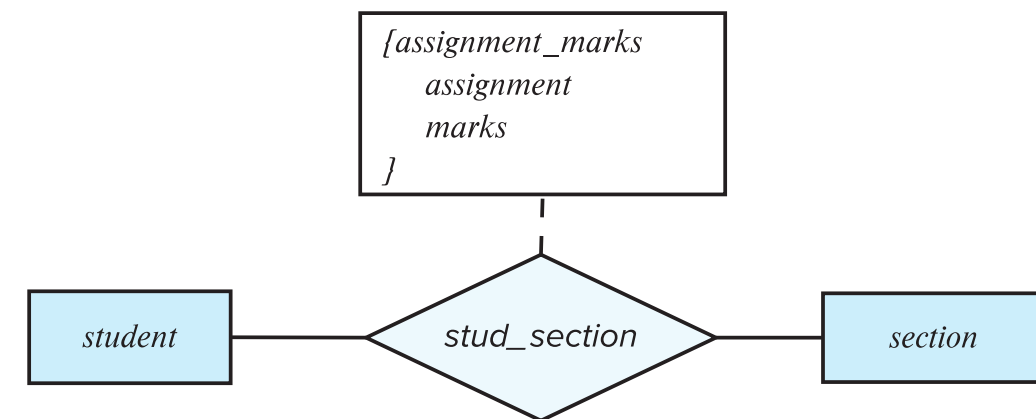 {assignment_marks
assignment
marks
}
student
stud_section
section